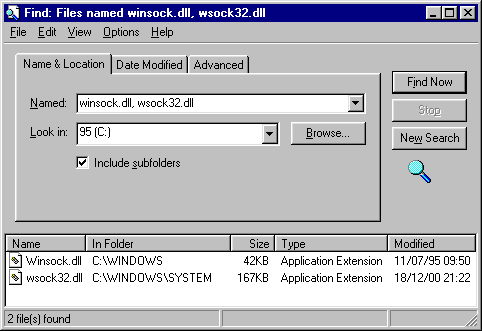 Find: Files named winsock.dll, wsock32.dll
File Edit View Options Help
Name & Location Date Modified Advanced
Named: winsock.dll, wsock32.dll
Look in: 95 (C:) Browse...
Include subfolders
Find Now
Stop
New Search
Name In Folder Size Type Modified
Winsock.dll C:\WINDOWS 42KB Application Extension 11/07/95 09:50
wsock32.dll C:\WINDOWS\SYSTEM 167KB Application Extension 18/12/00 21:22
2 file(s) found